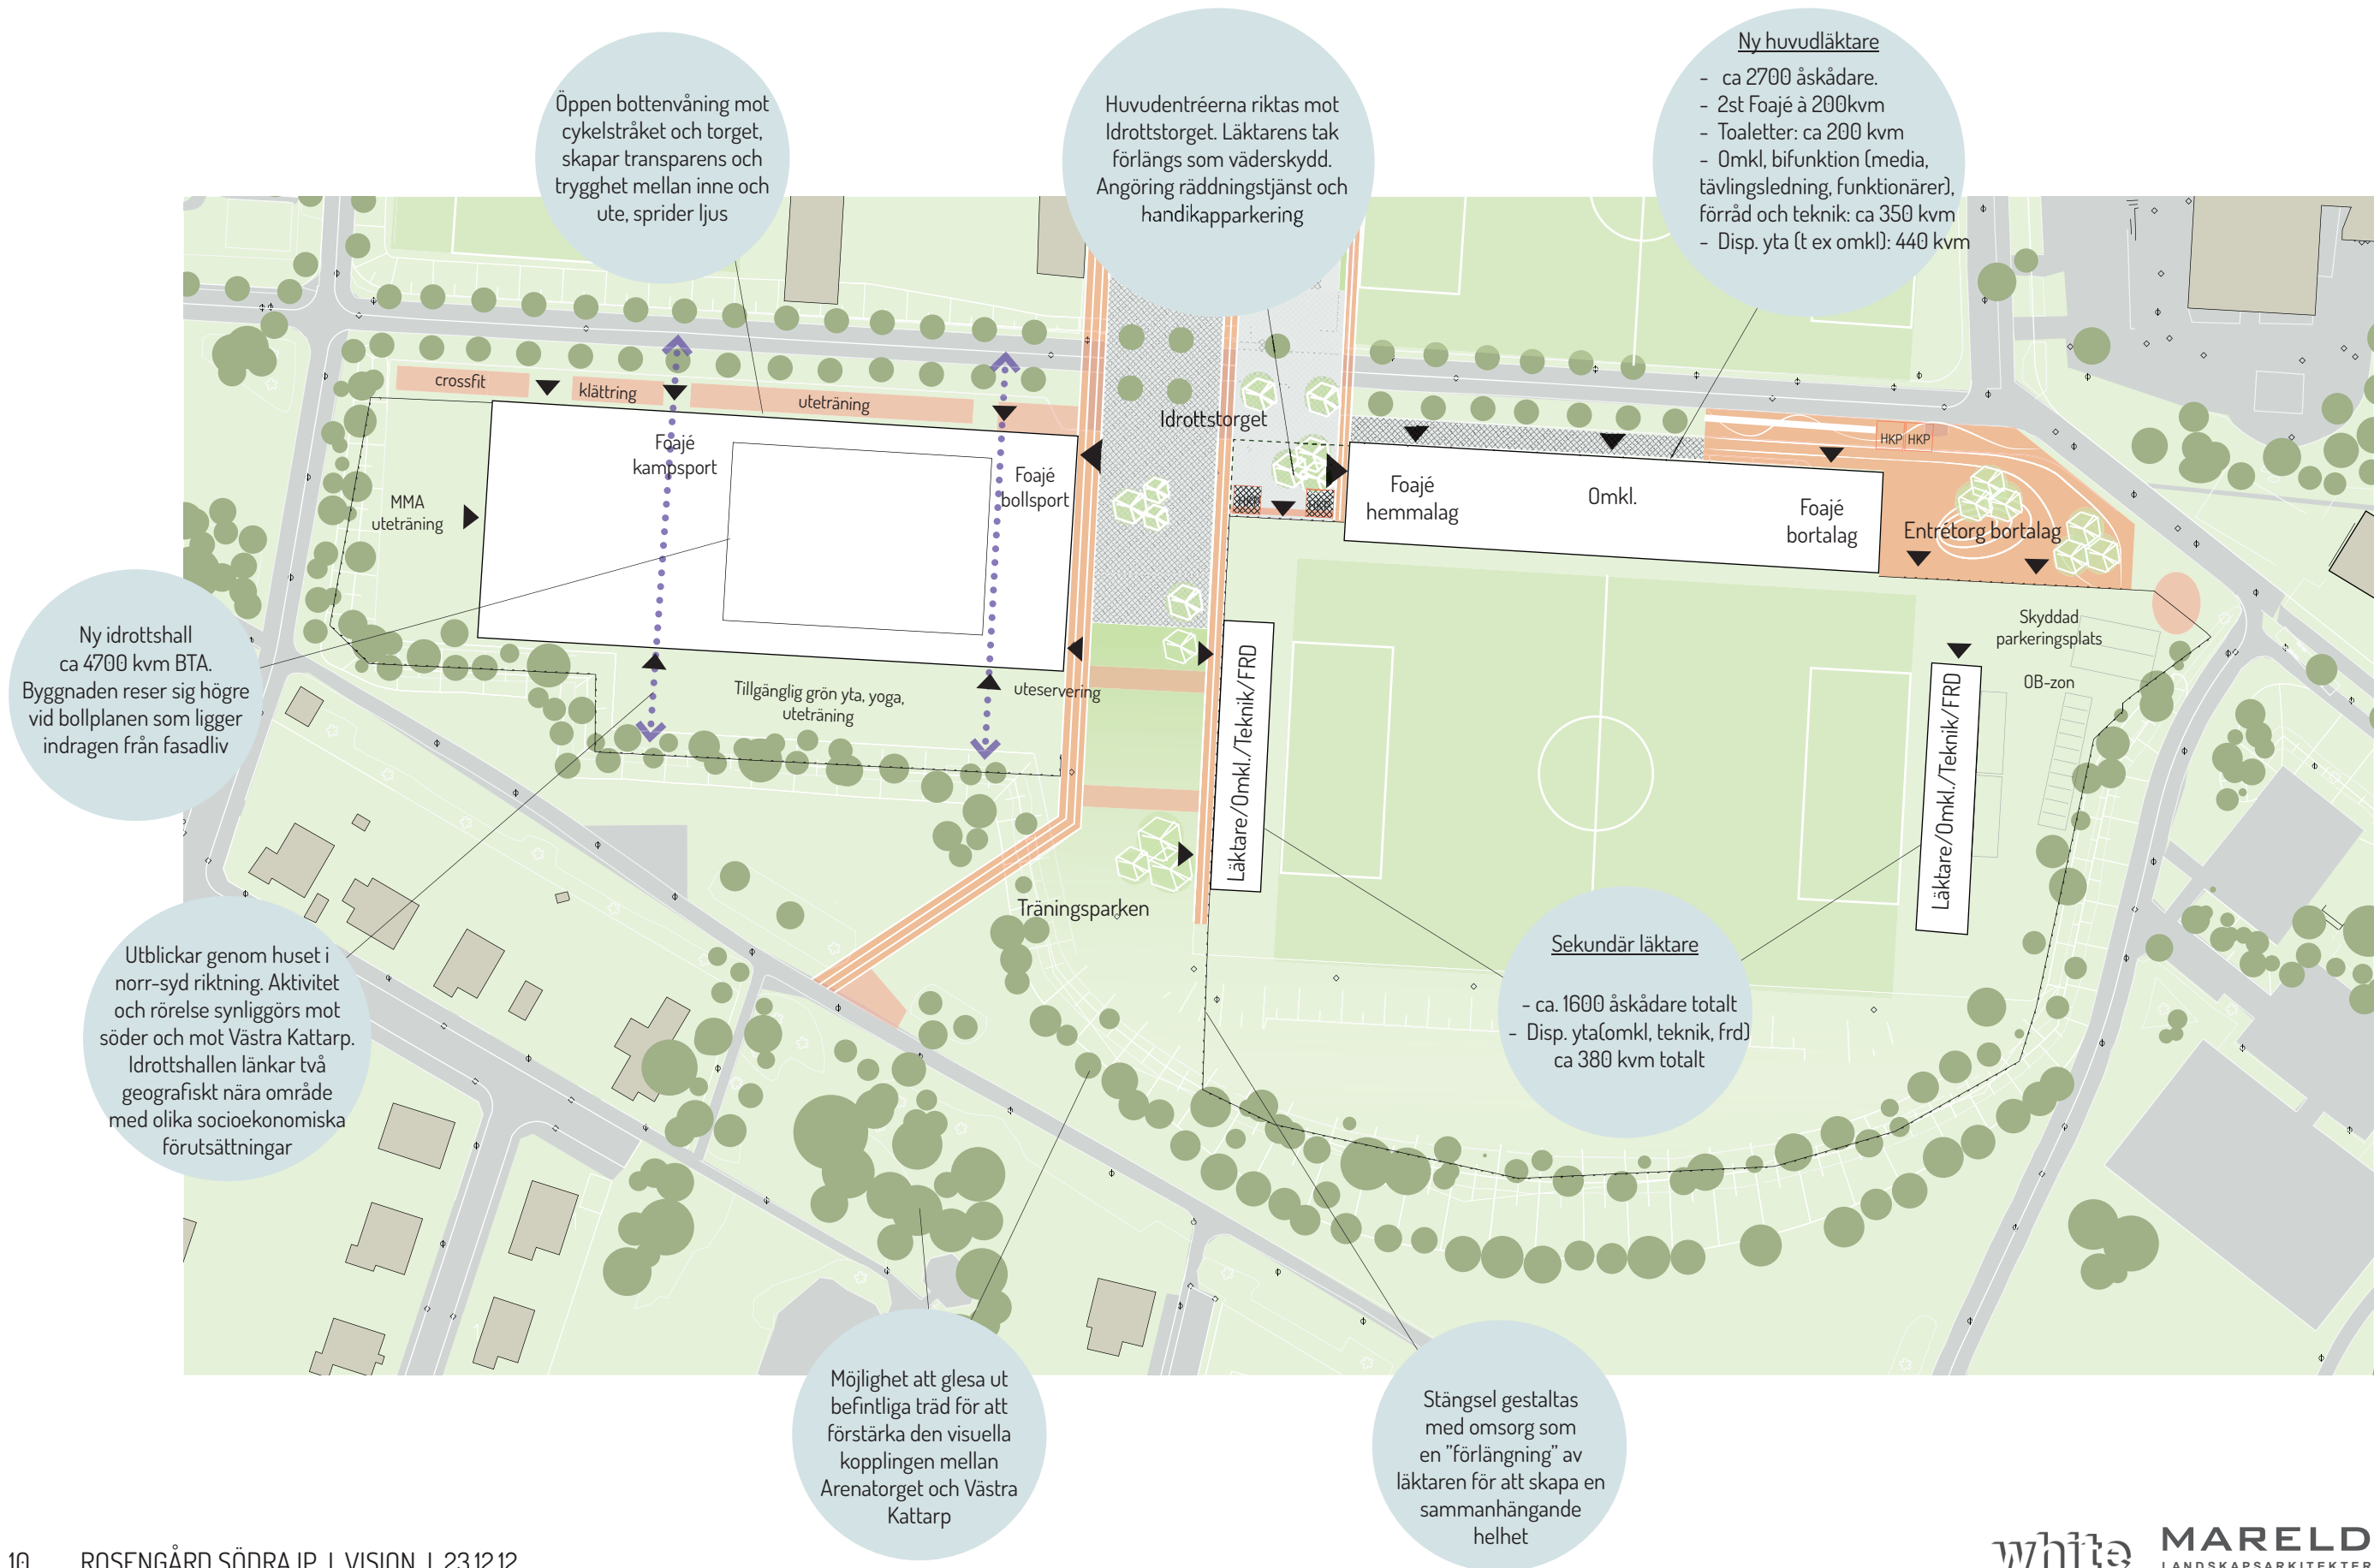 Öppen bottenvåning mot
cykelstråket och torget,
skapar transparens och
trygghet mellan inne och
ute, sprider ljus
Huvudentréerna riktas mot
Idrottstorget. Läktarens tak
förlängs som väderskydd.
Angöring räddningstjänst och
handikapparkering
Ny huvudläktare
- ca 2700 åskådare.
- 2st Foajé à 200kvm
- Toaletter: ca 200 kvm
- Omkl, bifunktion (media,
tävlingsledning, funktionärer),
förråd och teknik: ca 350 kvm
- Disp. yta (t ex omkl): 440 kvm
crossfit
klättring
uteträning
Idrottstorget
HKP HKP
Foajé
kampsport
Foajé
bollsport
MMA
uteträning
HKP
HKP
Foajé
hemmalag
Omkl.
Foajé
bortalag
Entrétorg bortalag
Skyddad
parkeringsplats
OB-zon
Ny idrottshall
ca 4700 kvm BTA.
Byggnaden reser sig högre
vid bollplanen som ligger
indragen från fasadliv
Tillgänglig grön yta, yoga,
uteträning
uteservering
Läktare/Omkl./Teknik/FRD
Läktare/Omkl./Teknik/FRD
Träningsparken
Utblickar genom huset i
norr-syd riktning. Aktivitet
och rörelse synliggörs mot
söder och mot Västra Kattarp.
Idrottshallen länkar två
geografiskt nära område
med olika socioekonomiska
förutsättningar
Sekundär läktare
- ca. 1600 åskådare totalt
- Disp. yta(omkl, teknik, frd)
ca 380 kvm totalt
Möjlighet att glesa ut
befintliga träd för att
förstärka den visuella
kopplingen mellan
Arenatorget och Västra
Kattarp
Stängsel gestaltas
med omsorg som
en ”förlängning” av
läktaren för att skapa en
sammanhängande
helhet
10 ROSENGÅRD SÖDRA IP | VISION | 23.12.12
white
MARELD
LANDSKAPSARKITEKTER